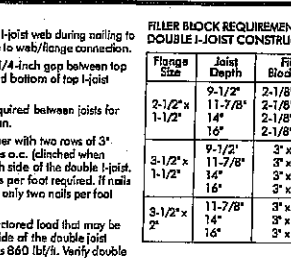 I-joist web during nailing to
to web/flange connection.
1/4-inch gap between top
d bottom of top I-joist
quired between joists for
an.
er with two rows of 3"
s o.c. (clinched when
h side of the double I-joist.
s per foot required. If nails
only two nails per foot
ctored load that may be
side of the double joist
s 860 lbf/ft. Verify double
FILLER BLOCK REQUIREMEN
DOUBLE I-JOIST CONSTRU
Flange Size
Joist Depth
Fi
Bloc
2-1/2" x 1-1/2"
9-1/2" 2-1/8"
11-7/8" 2-1/8"
14" 2-1/8"
16" 2-1/8"
3-1/2" x 1-1/2"
9-1/2" 3" x
11-7/8" 3" x
14" 3" x
16" 3" x
3-1/2" x 2"
11-7/8" 3" x
14" 3" x
16" 3" x